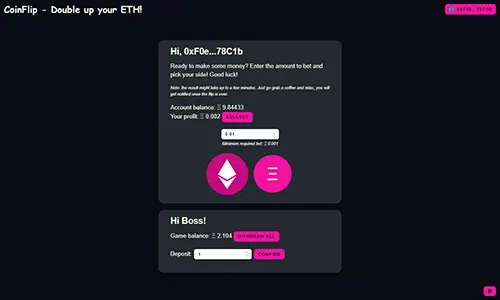 CoinFlip - Double up your ETH!
Hi, 0xF0e...78C1b
Ready to make some money? Enter the amount to bet and
pick your side! Good luck!
Note: the result might take up to a few minutes. Just go grab a coffee and relax, you will
get notified once the flip is over.
Account balance: Ξ 9.84433
Your profit: Ξ 0.002 COLLECT
0.01
Minimum required bet: Ξ 0.001
Ξ
Hi Boss!
Game balance: Ξ 2.104 WITHDRAW ALL
Deposit: 1 CONFIRM